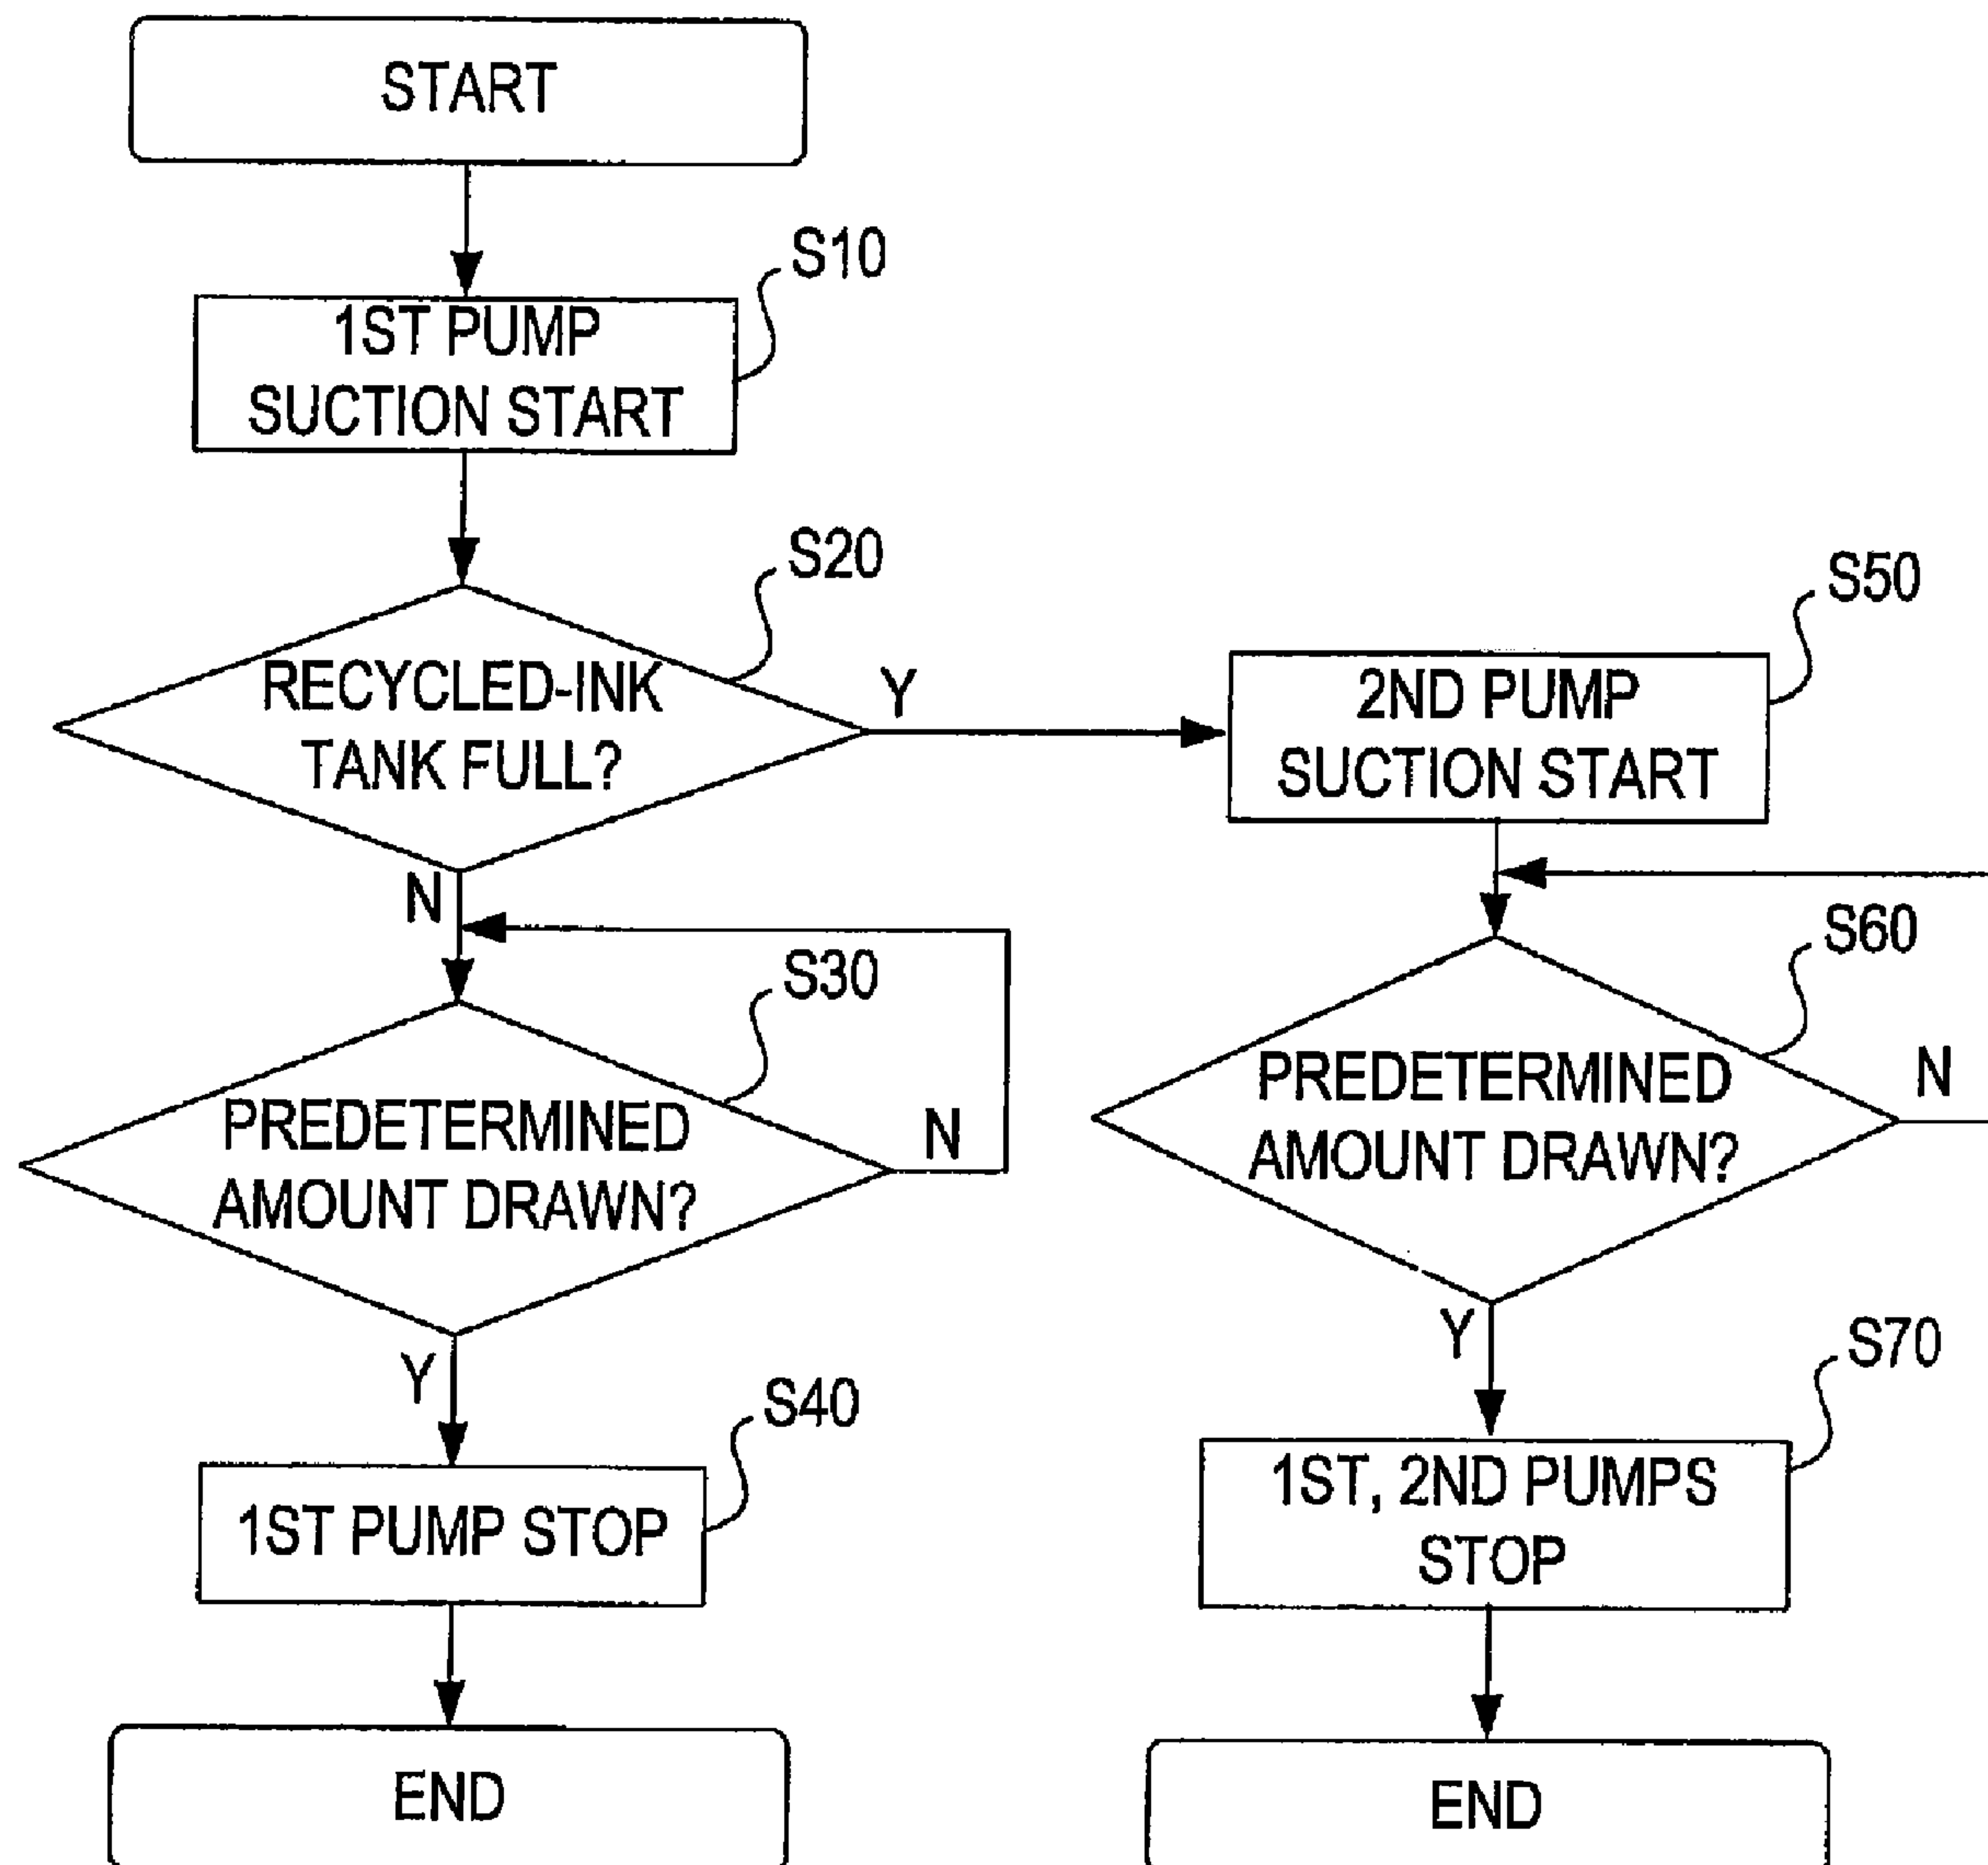 START
S10
1ST PUMP
SUCTION START
S20
RECYCLED-INK
TANK FULL?
Y
N
S30
PREDETERMINED
AMOUNT DRAWN?
N
Y
S40
1ST PUMP STOP
END
S50
2ND PUMP
SUCTION START
S60
PREDETERMINED
AMOUNT DRAWN?
N
Y
S70
1ST, 2ND PUMPS
STOP
END